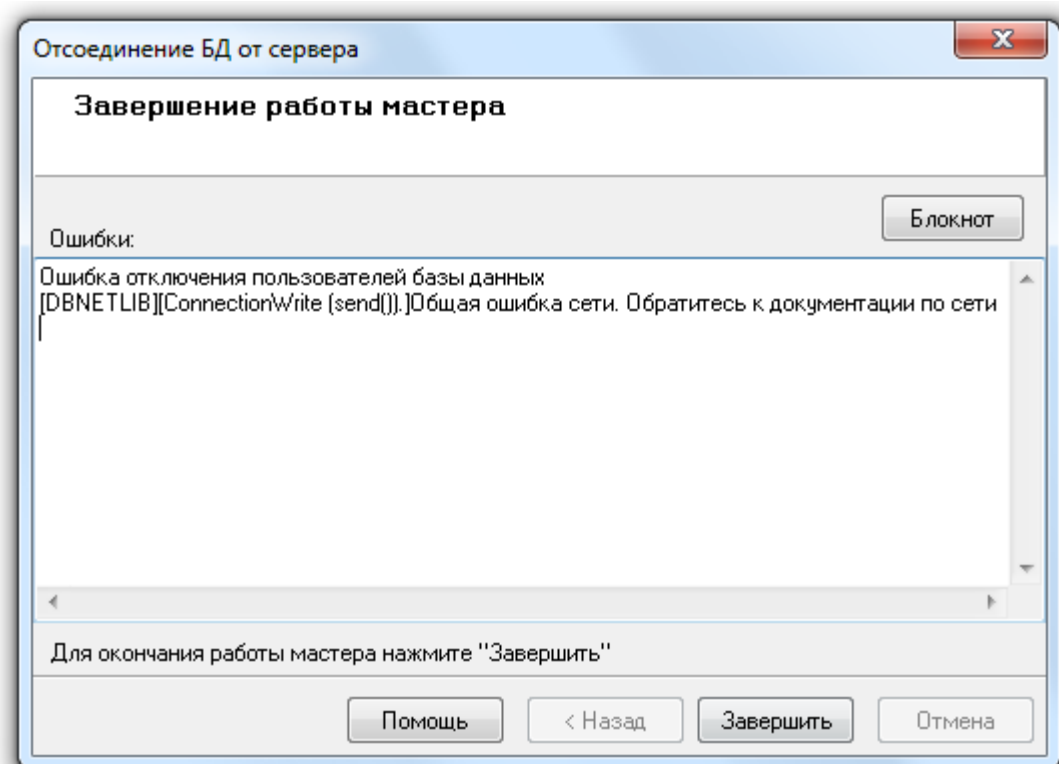 Отсоединение БД от сервера
Завершение работы мастера
Блокнот
Ошибки:
Ошибка отключения пользователей базы данных
[DBNETLIB][ConnectionWrite (send()).]Общая ошибка сети. Обратитесь к документации по сети
Для окончания работы мастера нажмите "Завершить"
Помощь
< Назад
Завершить
Отмена